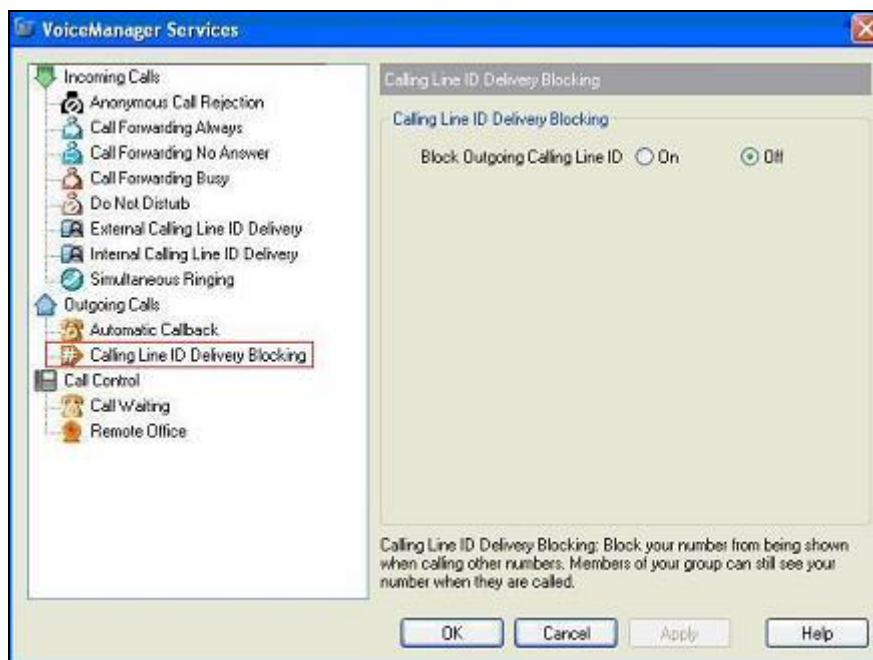 VoiceManager Services
Incoming Calls
Anonymous Call Rejection
Call Forwarding Always
Call Forwarding No Answer
Call Forwarding Busy
Do Not Disturb
External Calling Line ID Delivery
Internal Calling Line ID Delivery
Simultaneous Ringing
Outgoing Calls
Automatic Callback
Calling Line ID Delivery Blocking
Call Control
Call Waiting
Remote Office
Calling Line ID Delivery Blocking
Calling Line ID Delivery Blocking
Block Outgoing Calling Line ID On Off
Calling Line ID Delivery Blocking: Block your number from being shown
when calling other numbers. Members of your group can still see your
number when they are called.
OK Cancel Apply Help